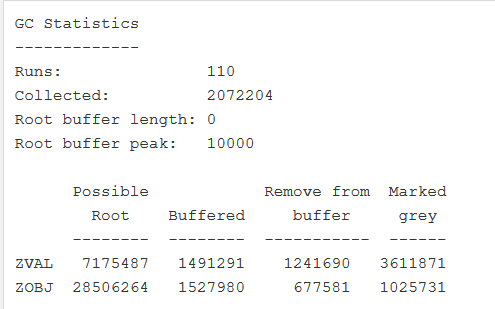 GC Statistics
-------------
Runs:               110
Collected:          2072204
Root buffer length: 0
Root buffer peak:   10000

      Possible            Remove from  Marked
        Root    Buffered     buffer     grey
      --------  --------  -----------  ------
ZVAL   7175487   1491291      1241690   3611871
ZOBJ  28506264   1527980       677581   1025731